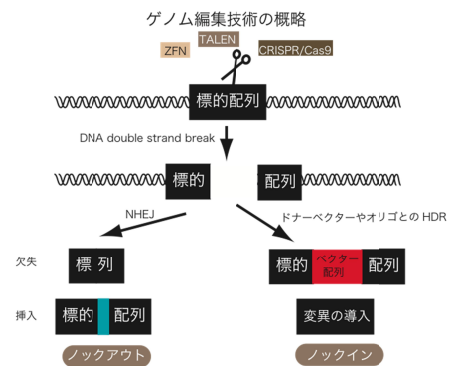 ゲノム編集技術の概略
ZFN
TALEN
CRISPR/Cas9
標的配列
DNA double strand break
標的
配列
NHEJ
ドナーベクターやオリゴとの HDR
欠失
標 列
標的
ベクター
配列
配列
挿入
標的
配列
変異の導入
ノックアウト
ノックイン